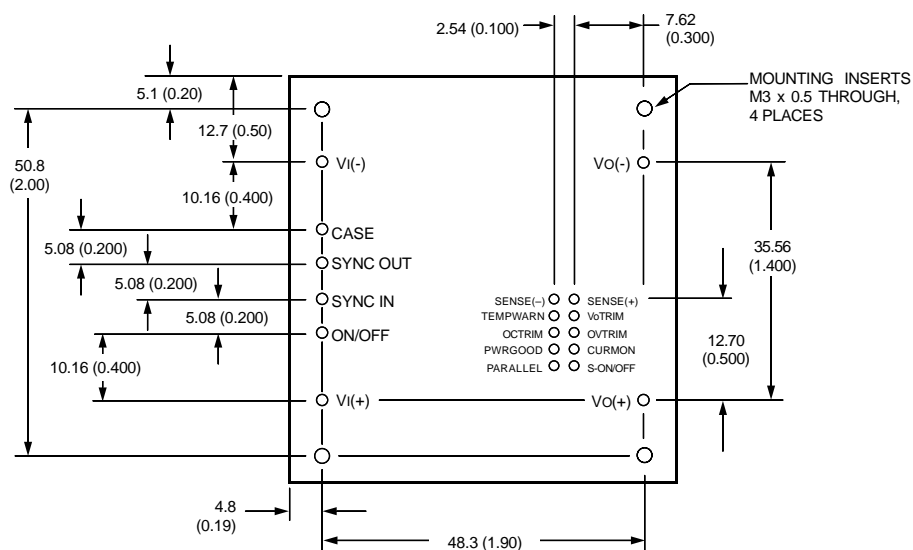 2.54 (0.100)
7.62
(0.300)
MOUNTING INSERTS
M3 x 0.5 THROUGH,
4 PLACES
5.1 (0.20)
12.7 (0.50)
50.8
(2.00)
VI(-)
VO(-)
10.16 (0.400)
CASE
5.08 (0.200)
SYNC OUT
35.56
(1.400)
5.08 (0.200)
SYNC IN
SENSE(–)
SENSE(+)
5.08 (0.200)
TEMPWARN
VOTRIM
ON/OFF
OCTRIM
OVTRIM
12.70
(0.500)
PWRGOOD
CURMON
10.16 (0.400)
PARALLEL
S-ON/OFF
VI(+)
VO(+)
4.8
(0.19)
48.3 (1.90)